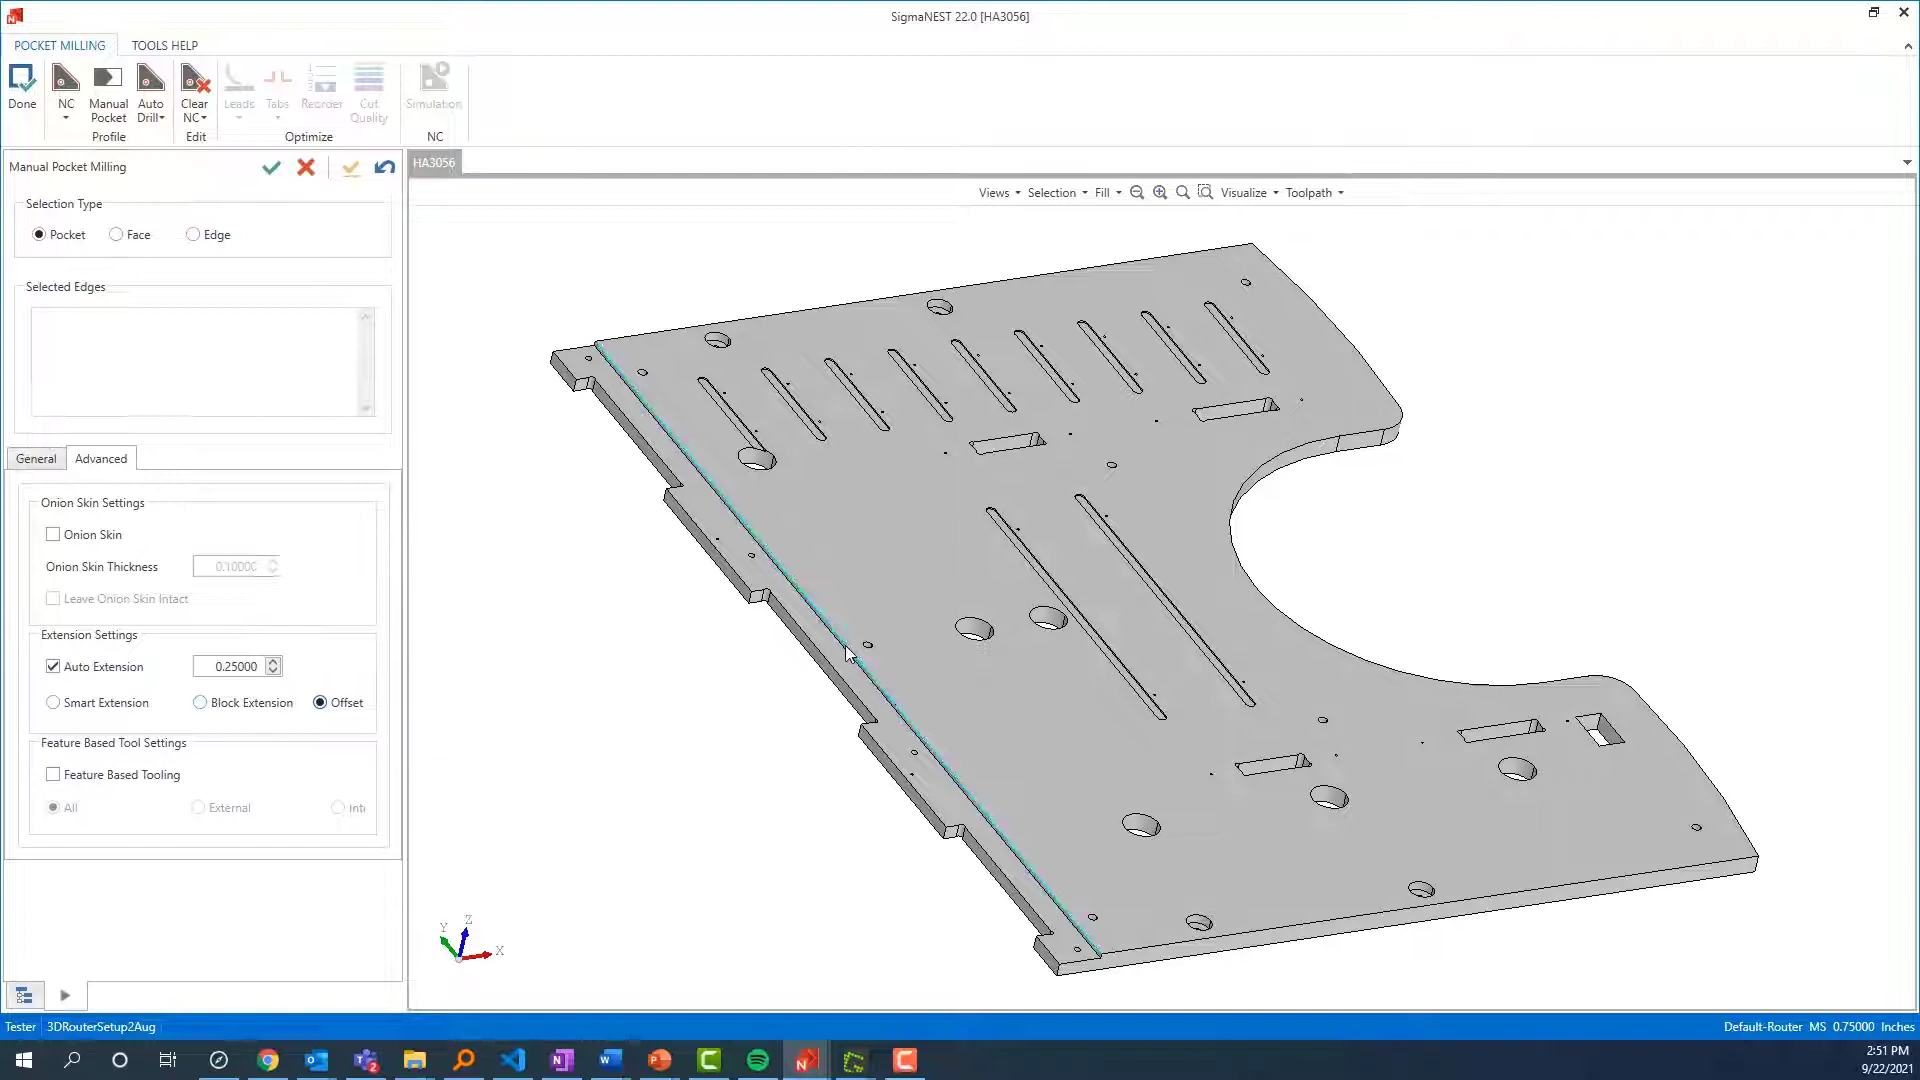 SigmaNEST 22.0 [HA3056]
POCKET MILLING TOOLS HELP
Done NC Manual Pocket Auto Drill Clear NC Leads Tabs Reorder Cut Quality Simulation
Profile Edit Optimize NC
Manual Pocket Milling HA3056
Views Selection Fill Visualize Toolpath
Selection Type
Pocket Face Edge
Selected Edges
General Advanced
Onion Skin Settings
Onion Skin
Onion Skin Thickness 0.10000
Leave Onion Skin Intact
Extension Settings
Auto Extension 0.25000
Smart Extension Block Extension Offset
Feature Based Tool Settings
Feature Based Tooling
All External Int
Z
Y
X
Tester 3DRouterSetup2Aug Default-Router MS 0.75000 Inches
2:51 PM
9/22/2021